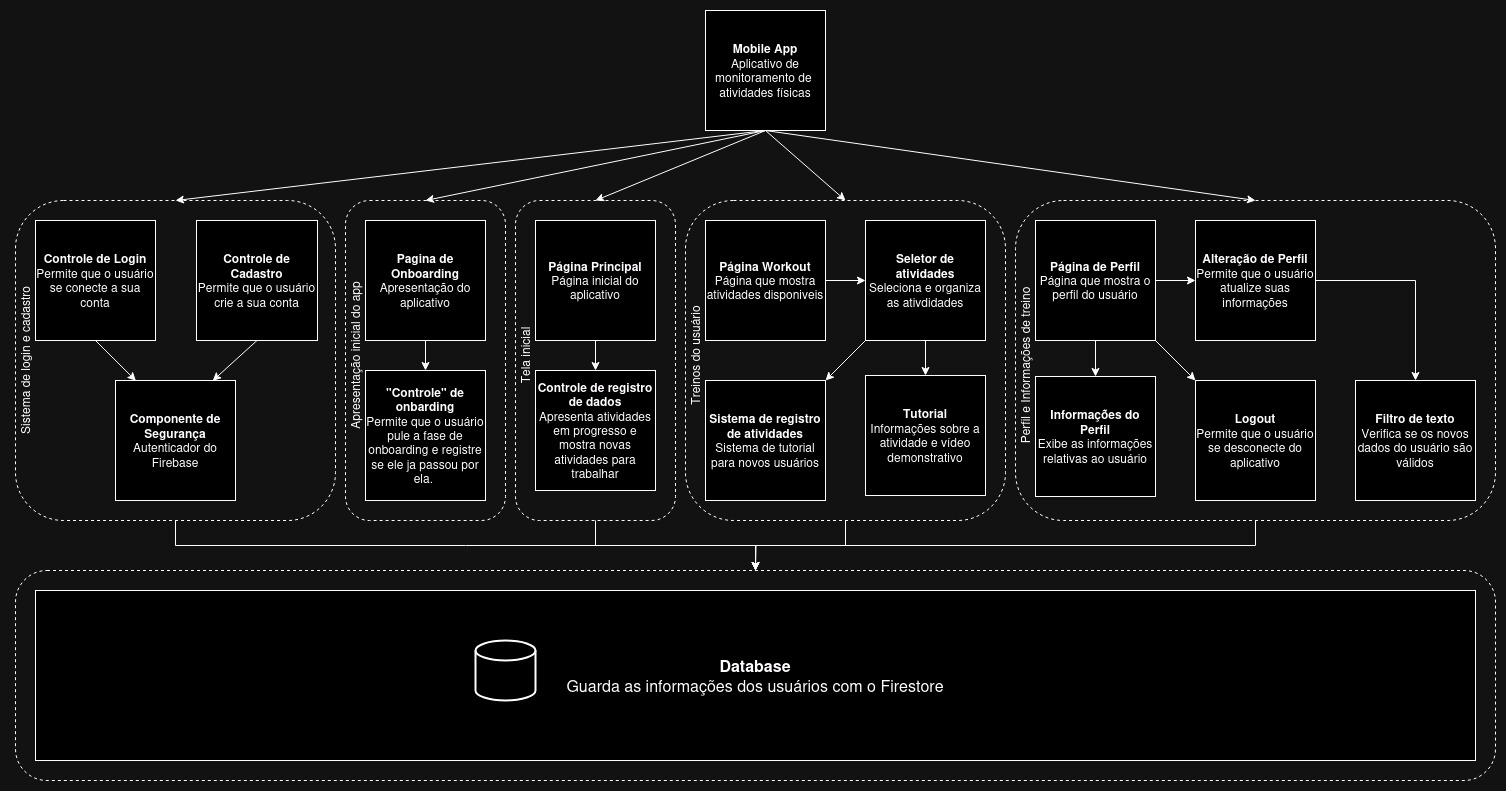 Mobile App
Aplicativo de
monitoramento de
atividades físicas
Sistema de login e cadastro
Controle de Login
Permite que o usuário
se conecte a sua
conta
Controle de
Cadastro
Permite que o usuário
crie a sua conta
Componente de
Segurança
Autenticador do
Firebase
Apresentação inicial do app
Pagina de
Onboarding
Apresentação do
aplicativo
"Controle" de
onbarding
Permite que o usuário
pule a fase de
onboarding e registre
se ele ja passou por
ela.
Tela inicial
Página Principal
Página inicial do
aplicativo
Controle de registro
de dados
Apresenta atividades
em progresso e
mostra novas
atividades para
trabalhar
Treinos do usuário
Página Workout
Página que mostra
atividades disponiveis
Seletor de
atividades
Seleciona e organiza
as atvdidades
Sistema de registro
de atividades
Sistema de tutorial
para novos usuários
Tutorial
Informações sobre a
atividade e vídeo
demonstrativo
Perfil e Informações de treino
Página de Perfil
Página que mostra o
perfil do usuário
Alteração de Perfil
Permite que o usuário
atualize suas
informações
Informações do
Perfil
Exibe as informações
relativas ao usuário
Logout
Permite que o usuário
se desconecte do
aplicativo
Filtro de texto
Verifica se os novos
dados do usuário são
válidos
Database
Guarda as informações dos usuários com o Firestore